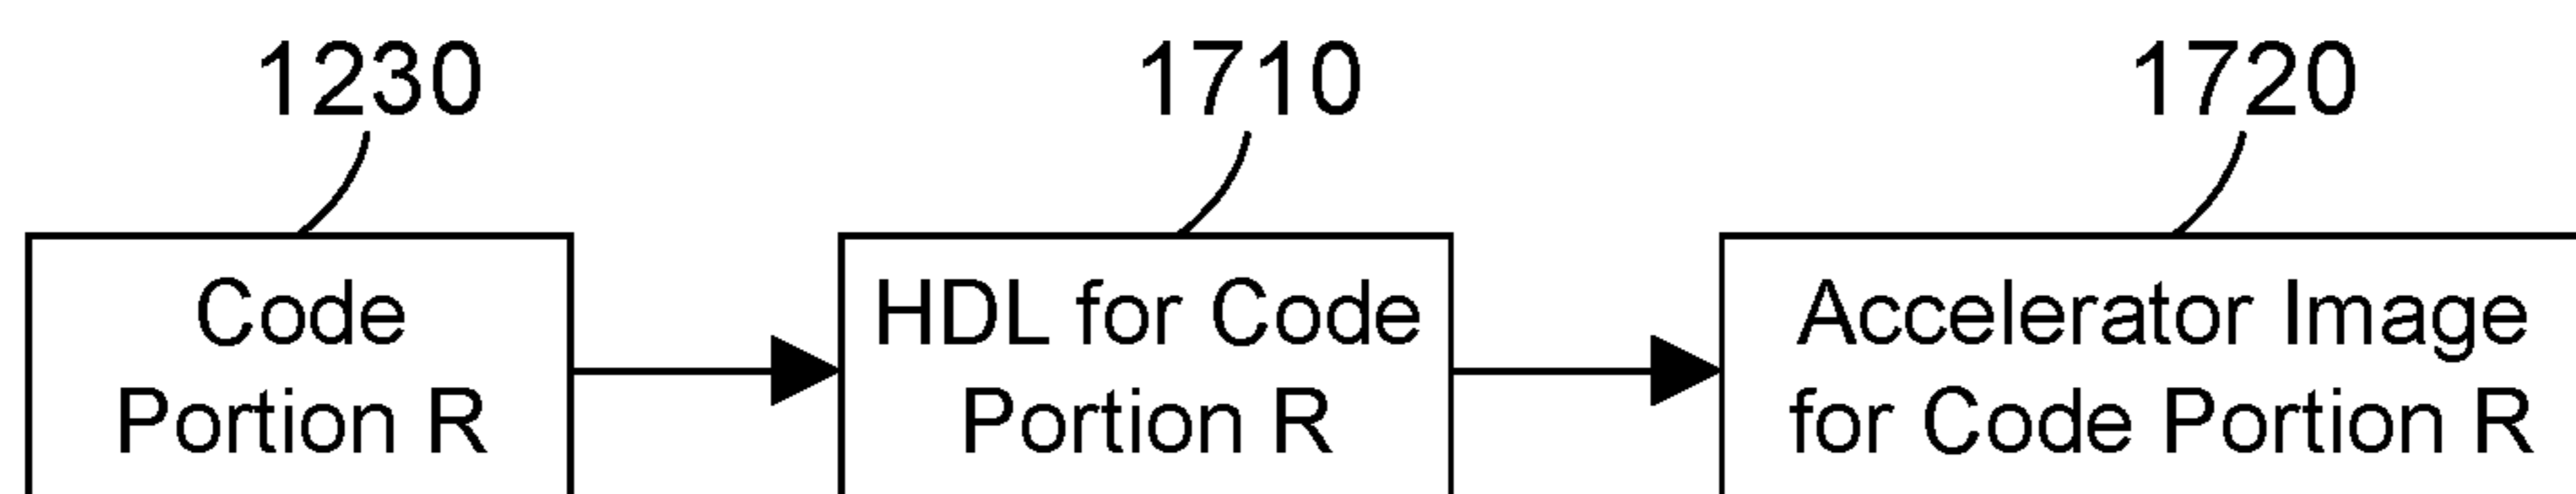 1230
1710
1720
Code
Portion R
HDL for Code
Portion R
Accelerator Image
for Code Portion R